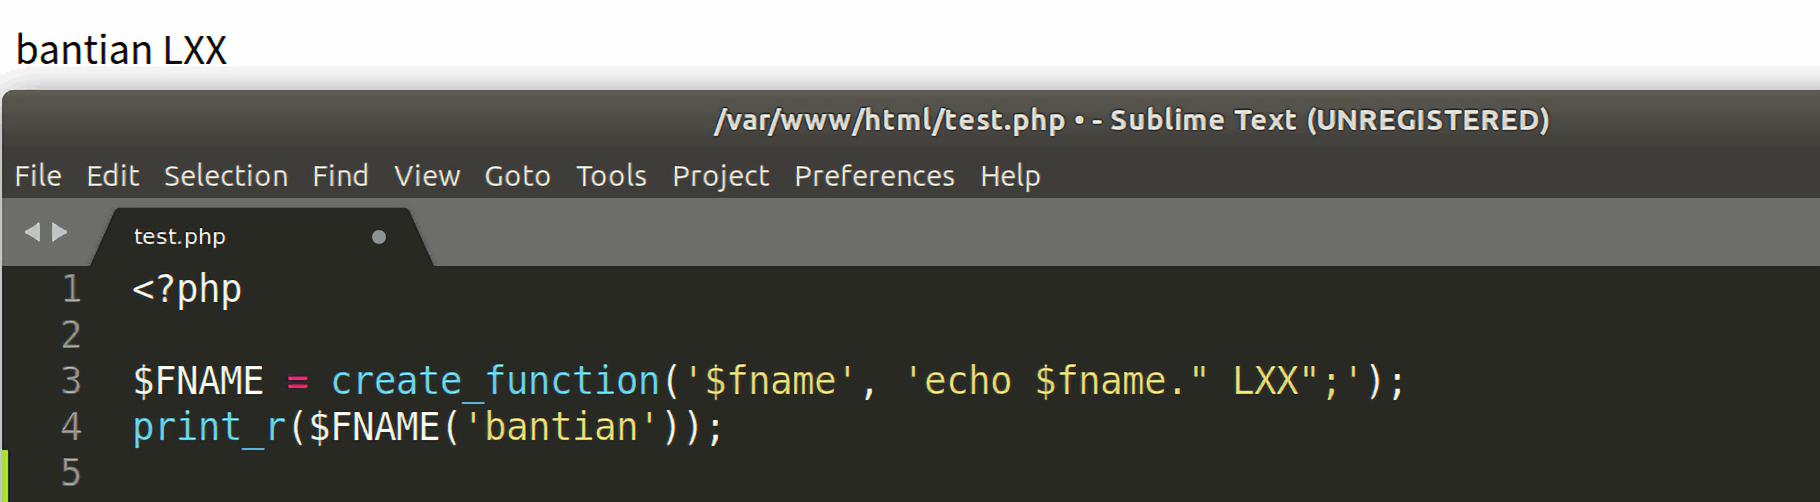 bantian LXX
/var/www/html/test.php • - Sublime Text (UNREGISTERED)
File Edit Selection Find View Goto Tools Project Preferences Help
test.php
1 <?php
2
3 $FNAME = create_function('$fname', 'echo $fname." LXX";');
4 print_r($FNAME('bantian'));
5